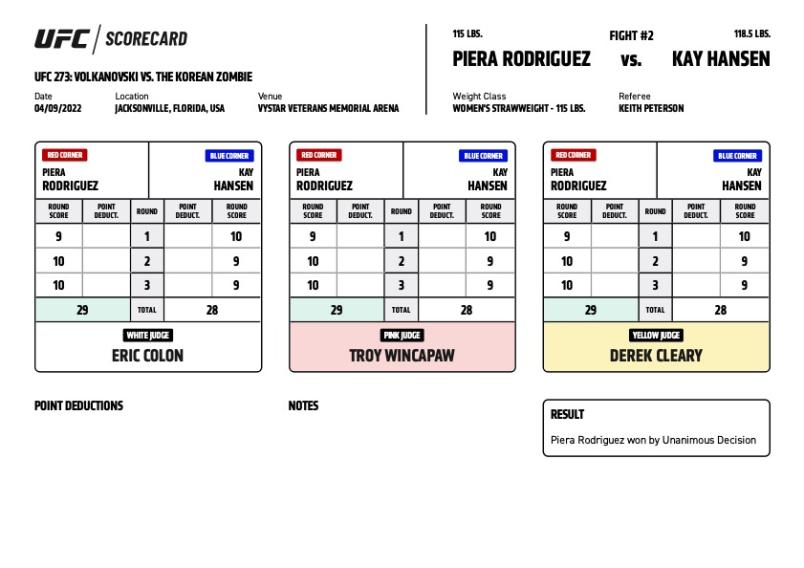 UFC SCORECARD
UFC 273: VOLKANOVSKI VS. THE KOREAN ZOMBIE
Date Location Venue
04/09/2022 JACKSONVILLE, FLORIDA, USA VYSTAR VETERANS MEMORIAL ARENA
115 LBS. FIGHT #2 118.5 LBS.
PIERA RODRIGUEZ vs. KAY HANSEN
Weight Class Referee
WOMEN'S STRAWWEIGHT - 115 LBS. KEITH PETERSON
RED CORNER BLUE CORNER
PIERA KAY
RODRIGUEZ HANSEN
ROUND SCORE POINT DEDUCT. ROUND POINT DEDUCT. ROUND SCORE
9 1 10
10 2 9
10 3 9
29 TOTAL 28
WHITE JUDGE
ERIC COLON
RED CORNER BLUE CORNER
PIERA KAY
RODRIGUEZ HANSEN
ROUND SCORE POINT DEDUCT. ROUND POINT DEDUCT. ROUND SCORE
9 1 10
10 2 9
10 3 9
29 TOTAL 28
PINK JUDGE
TROY WINCAPAW
RED CORNER BLUE CORNER
PIERA KAY
RODRIGUEZ HANSEN
ROUND SCORE POINT DEDUCT. ROUND POINT DEDUCT. ROUND SCORE
9 1 10
10 2 9
10 3 9
29 TOTAL 28
YELLOW JUDGE
DEREK CLEARY
POINT DEDUCTIONS
NOTES
RESULT
Piera Rodriguez won by Unanimous Decision